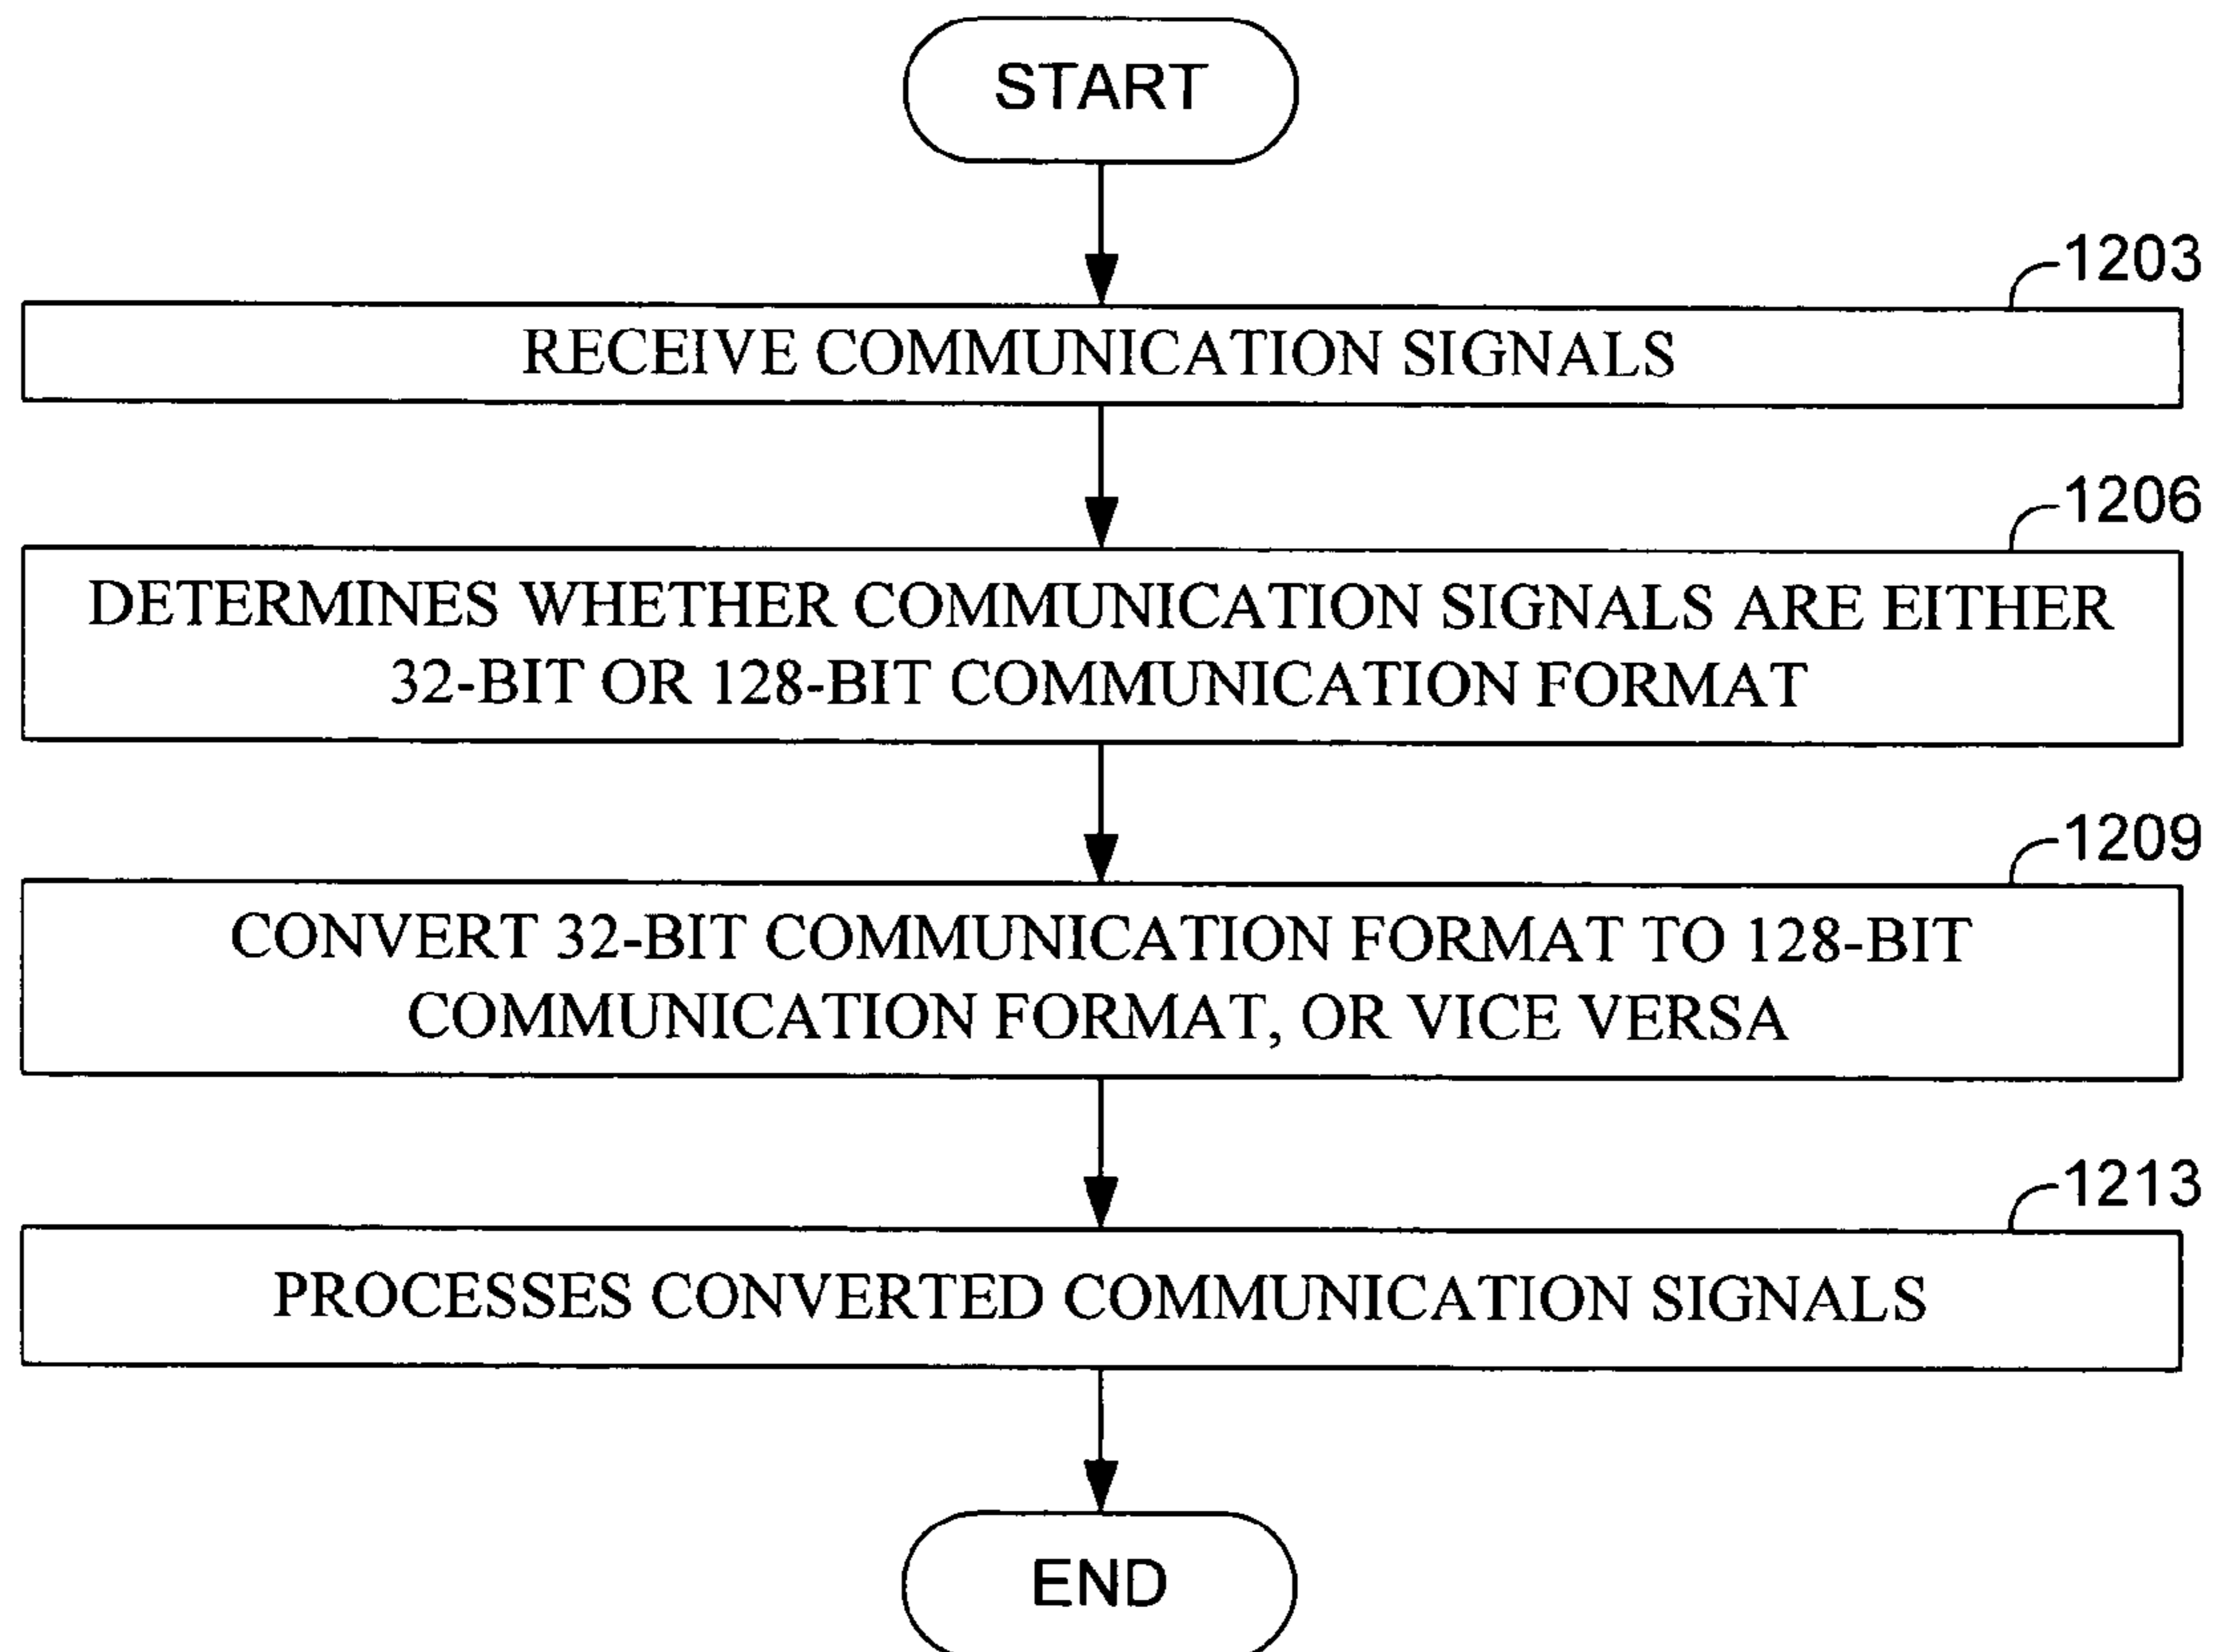 START
1203
RECEIVE COMMUNICATION SIGNALS
1206
DETERMINES WHETHER COMMUNICATION SIGNALS ARE EITHER
32-BIT OR 128-BIT COMMUNICATION FORMAT
1209
CONVERT 32-BIT COMMUNICATION FORMAT TO 128-BIT
COMMUNICATION FORMAT, OR VICE VERSA
1213
PROCESSES CONVERTED COMMUNICATION SIGNALS
END